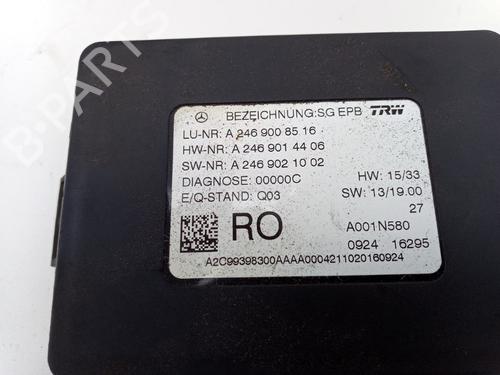 B-PARTS
BEZEICHNUNG:SG EPB TRW
LU-NR: A 246 900 85 16
HW-NR: A 246 901 44 06
SW-NR: A 246 902 10 02
DIAGNOSE: 00000C HW: 15/33
E/Q-STAND: Q03 SW: 13/19.00
27
RO A001N580
0924 16295
A2C99398300AAAA0004211020160924